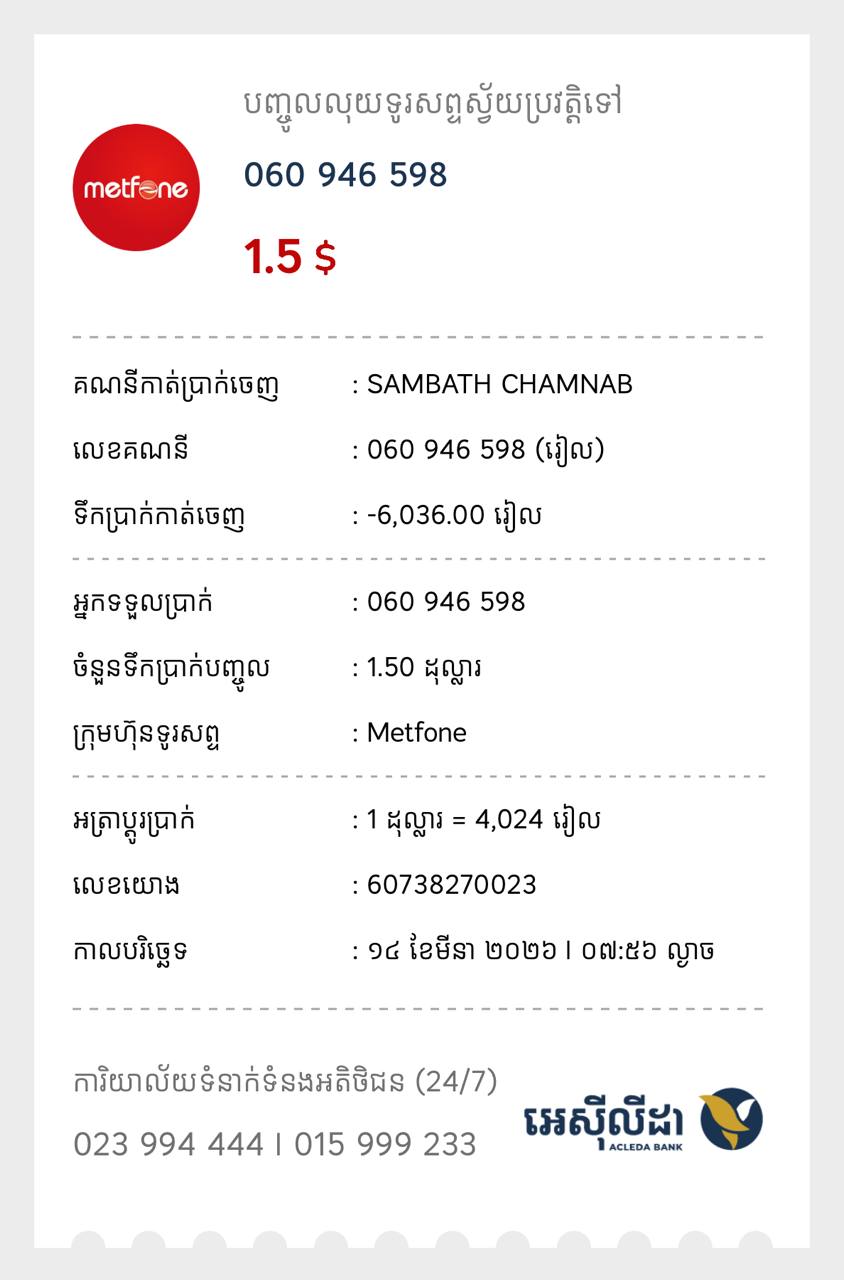 បញ្ចូលលុយទូរសព្ទស្វ័យប្រវត្តិទៅ
metfone
060 946 598
1.5 $
គណនីកាត់ប្រាក់ចេញ : SAMBATH CHAMNAB
លេខគណនី : 060 946 598 (រៀល)
ទឹកប្រាក់កាត់ចេញ : -6,036.00 រៀល
អ្នកទទួលប្រាក់ : 060 946 598
ចំនួនទឹកប្រាក់បញ្ចូល : 1.50 ដុល្លារ
ក្រុមហ៊ុនទូរសព្ទ : Metfone
អត្រាប្តូរប្រាក់ : 1 ដុល្លារ = 4,024 រៀល
លេខយោង : 60738270023
កាលបរិច្ឆេទ : ១៤ ខែមីនា ២០២៦ | ០៧:៥៦ ល្ងាច
ការិយាល័យទំនាក់ទំនងអតិថិជន (24/7)
023 994 444 | 015 999 233
អេស៊ីលីដា
ACLEDA BANK